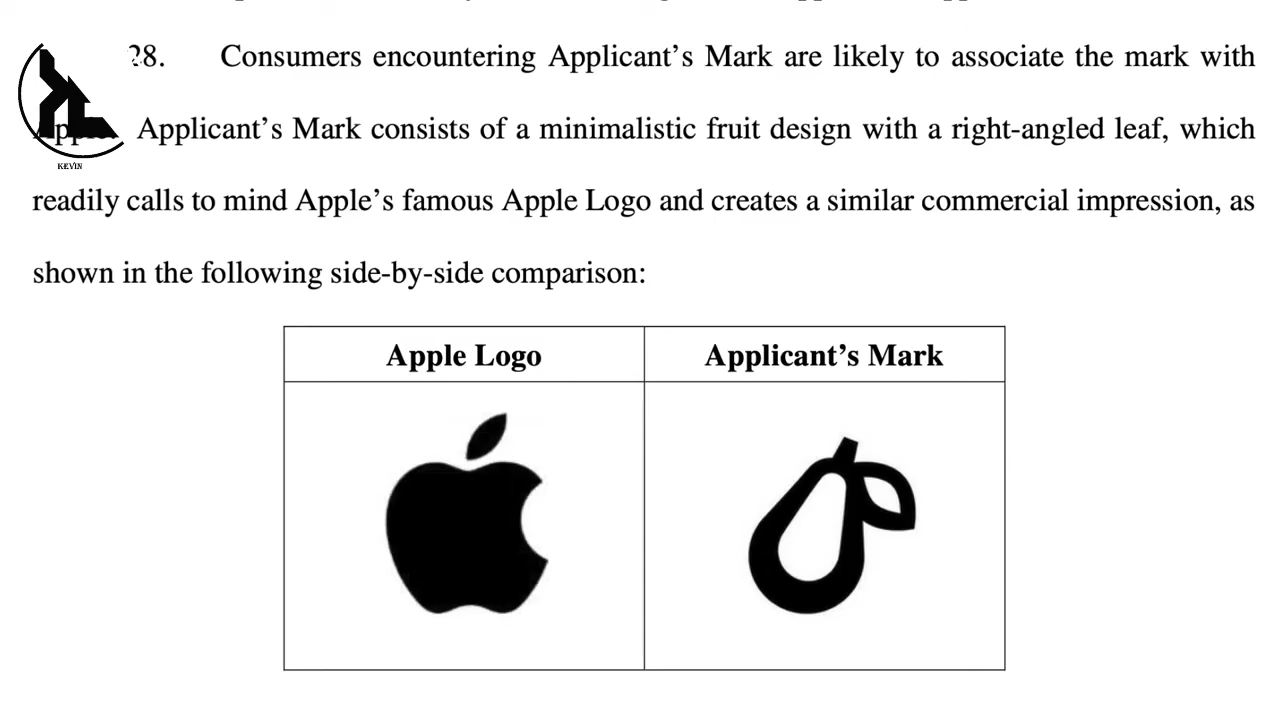 28. Consumers encountering Applicant’s Mark are likely to associate the mark with
Applicant’s Mark consists of a minimalistic fruit design with a right-angled leaf, which
KEVIN
readily calls to mind Apple’s famous Apple Logo and creates a similar commercial impression, as
shown in the following side-by-side comparison:
Apple Logo
Applicant’s Mark